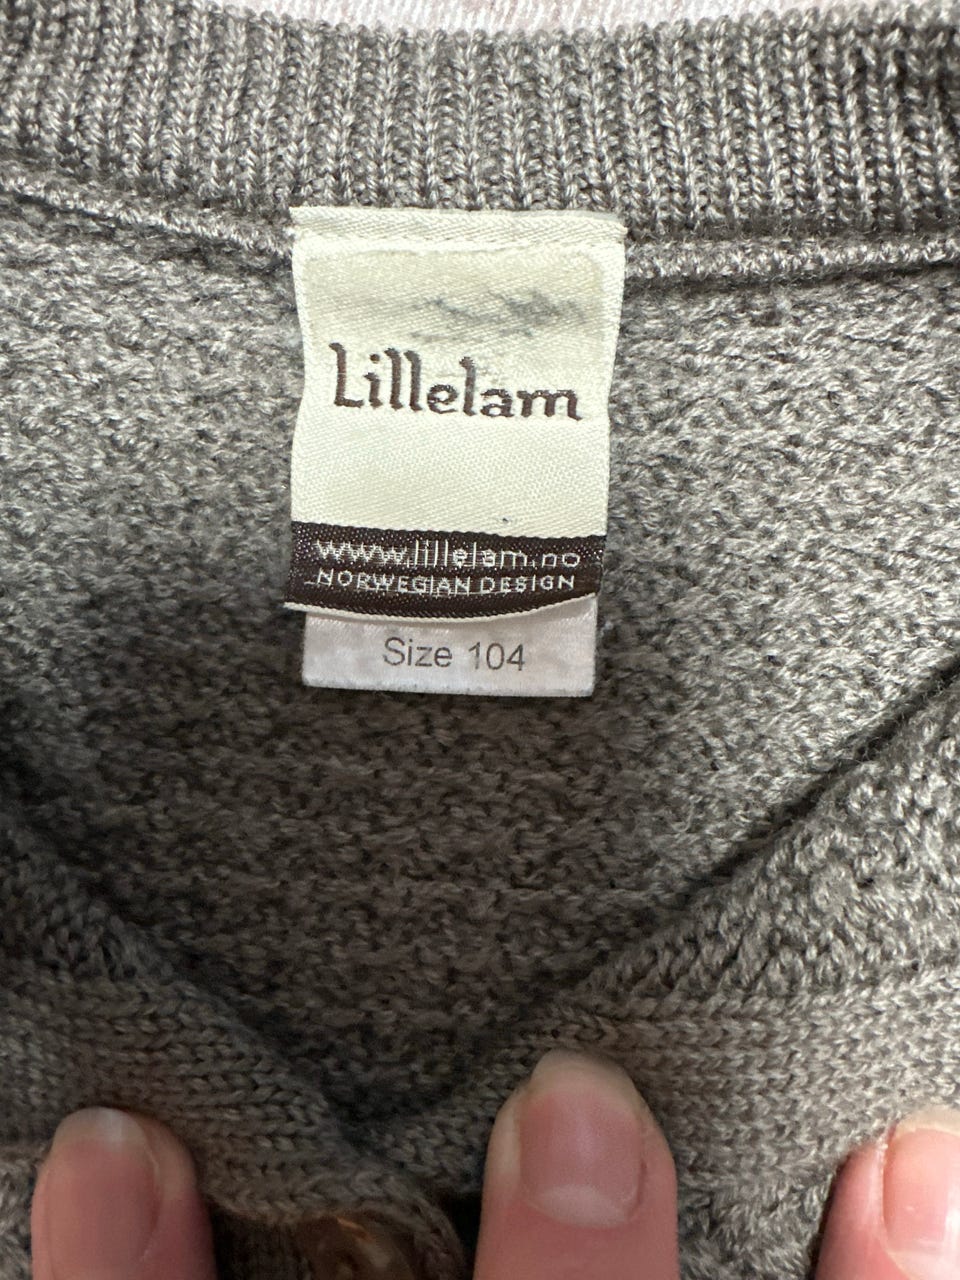 Lillelam
www.lillelam.no
NORWEGIAN DESIGN
Size 104